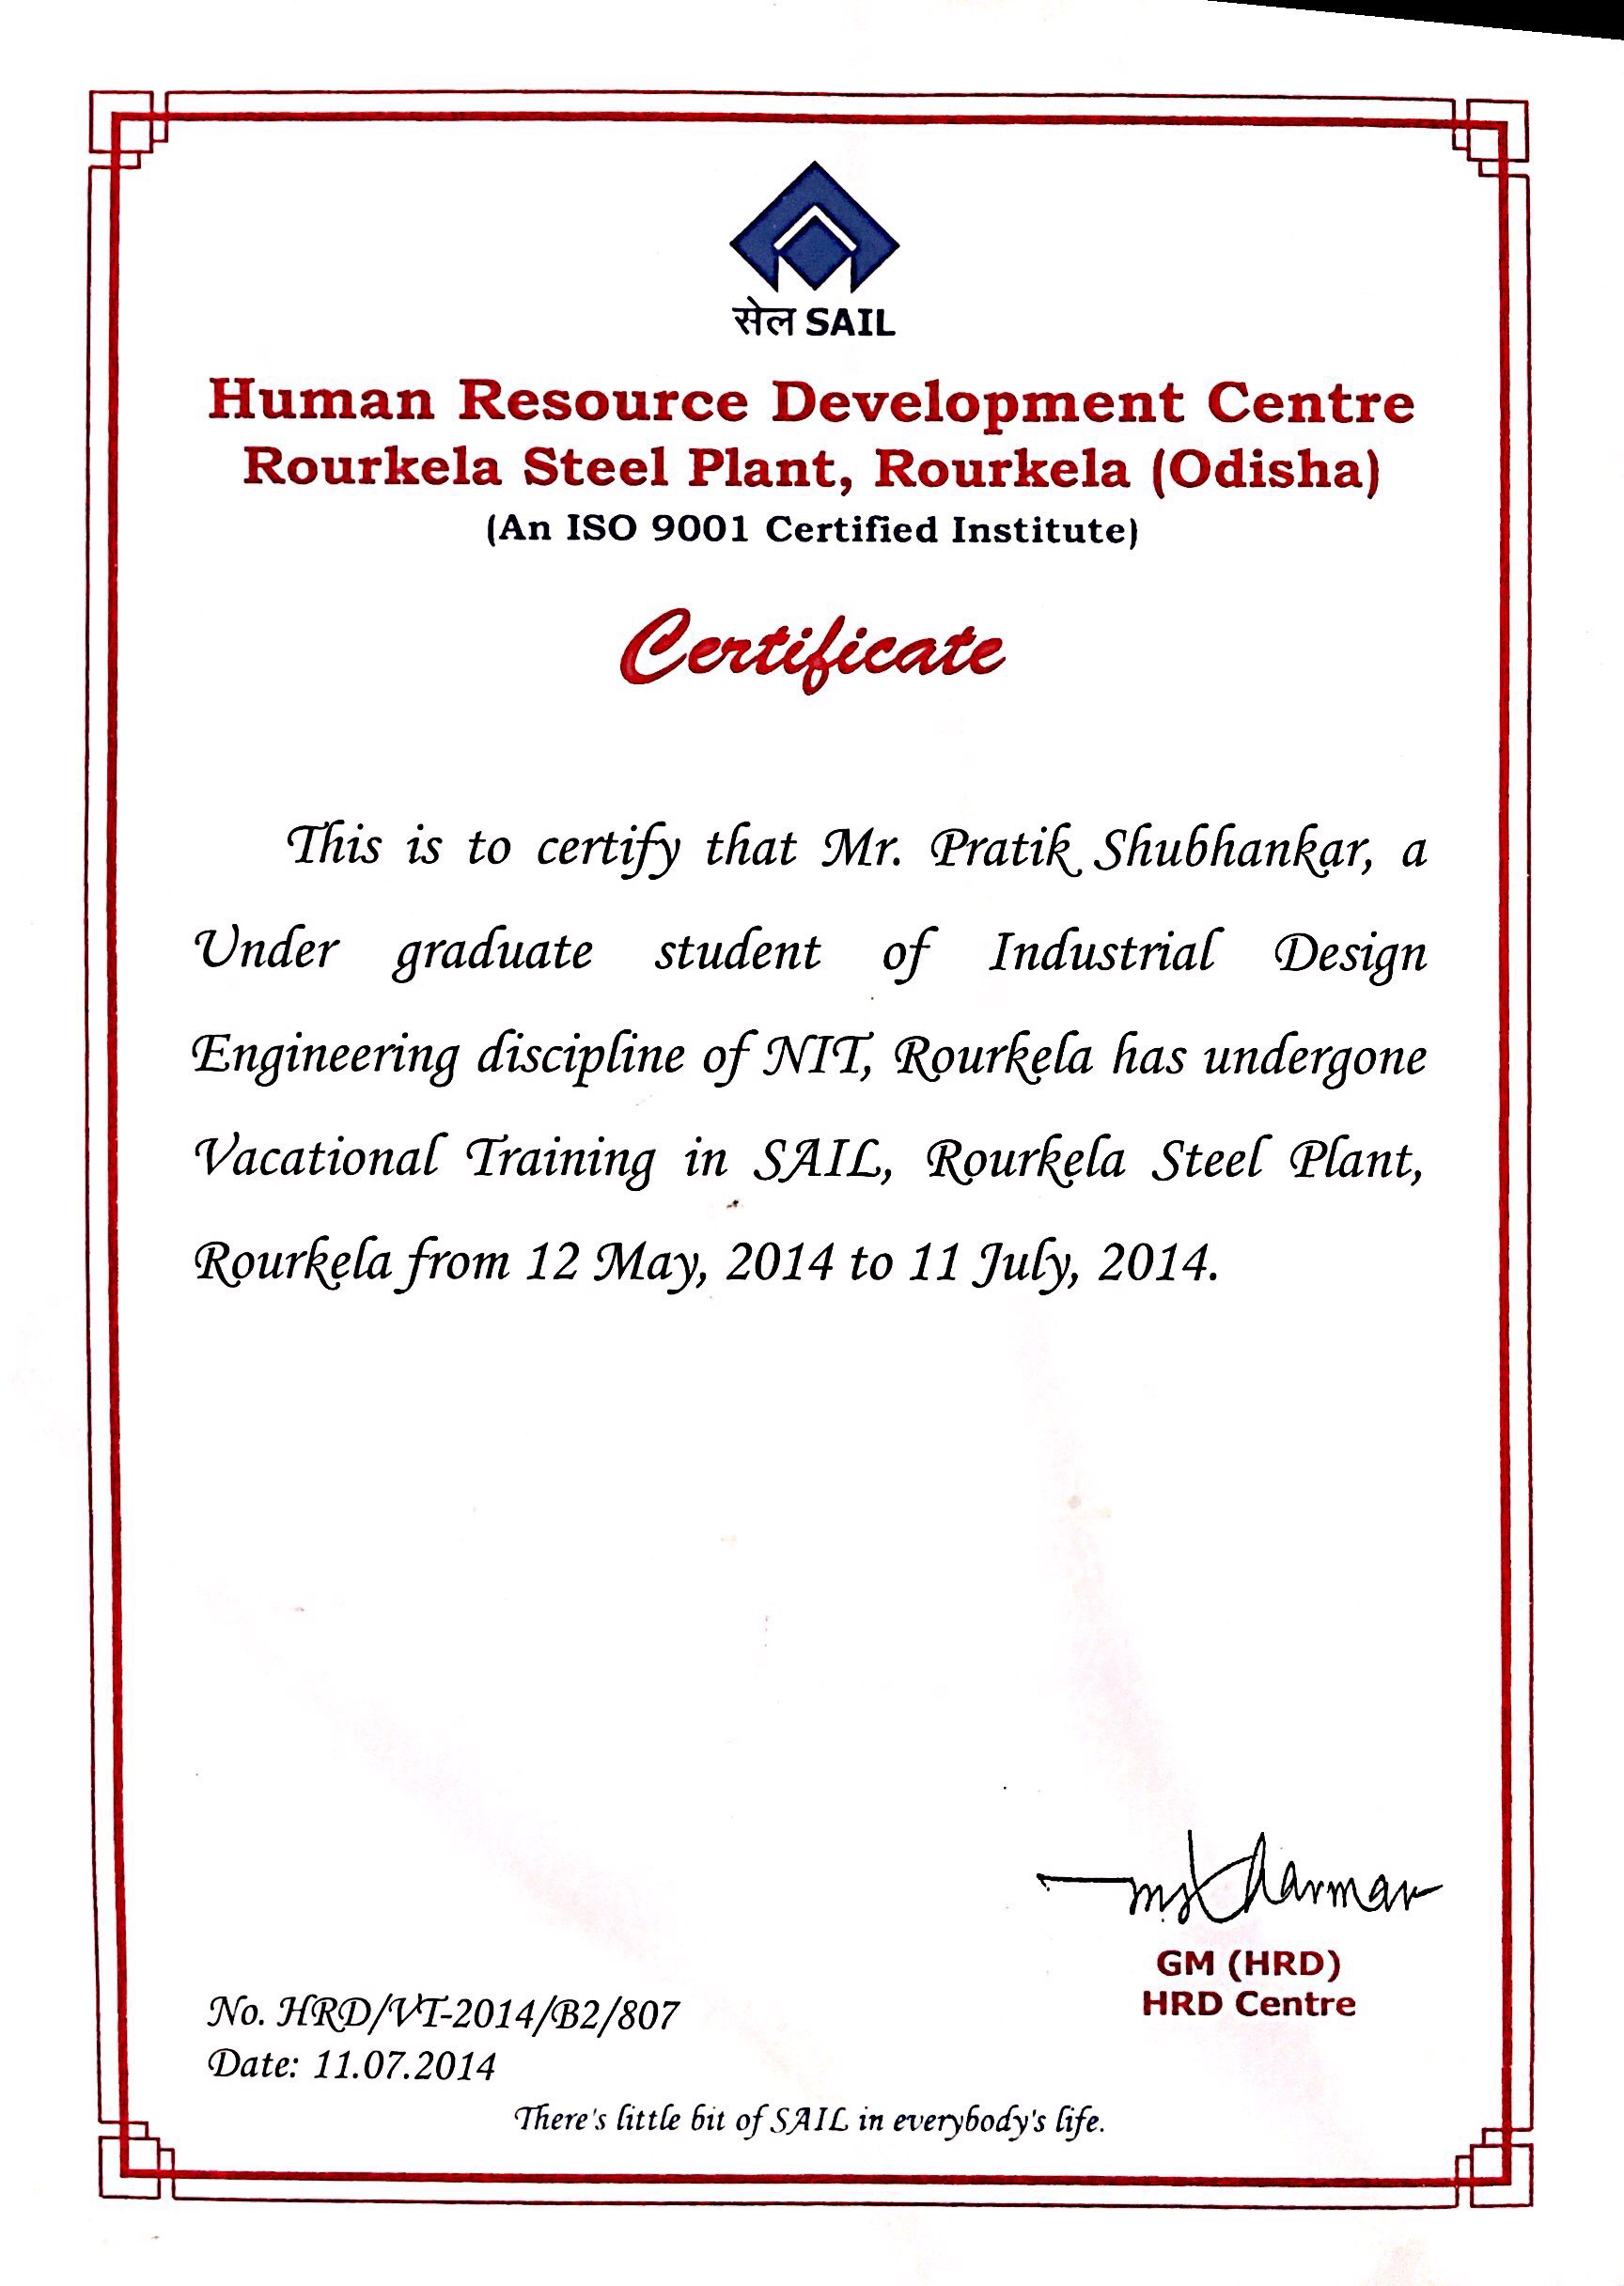 सेल SAIL
Human Resource Development Centre
Rourkela Steel Plant, Rourkela (Odisha)
(An ISO 9001 Certified Institute)
Certificate
This is to certify that Mr. Pratik Shubhankar, a
Under graduate student of Industrial Design
Engineering discipline of NIT, Rourkela has undergone
Vacational Training in SAIL, Rourkela Steel Plant,
Rourkela from 12 May, 2014 to 11 July, 2014.
GM (HRD)
HRD Centre
No. HRD/VT-2014/B2/807
Date: 11.07.2014
There's little bit of SAIL in everybody's life.